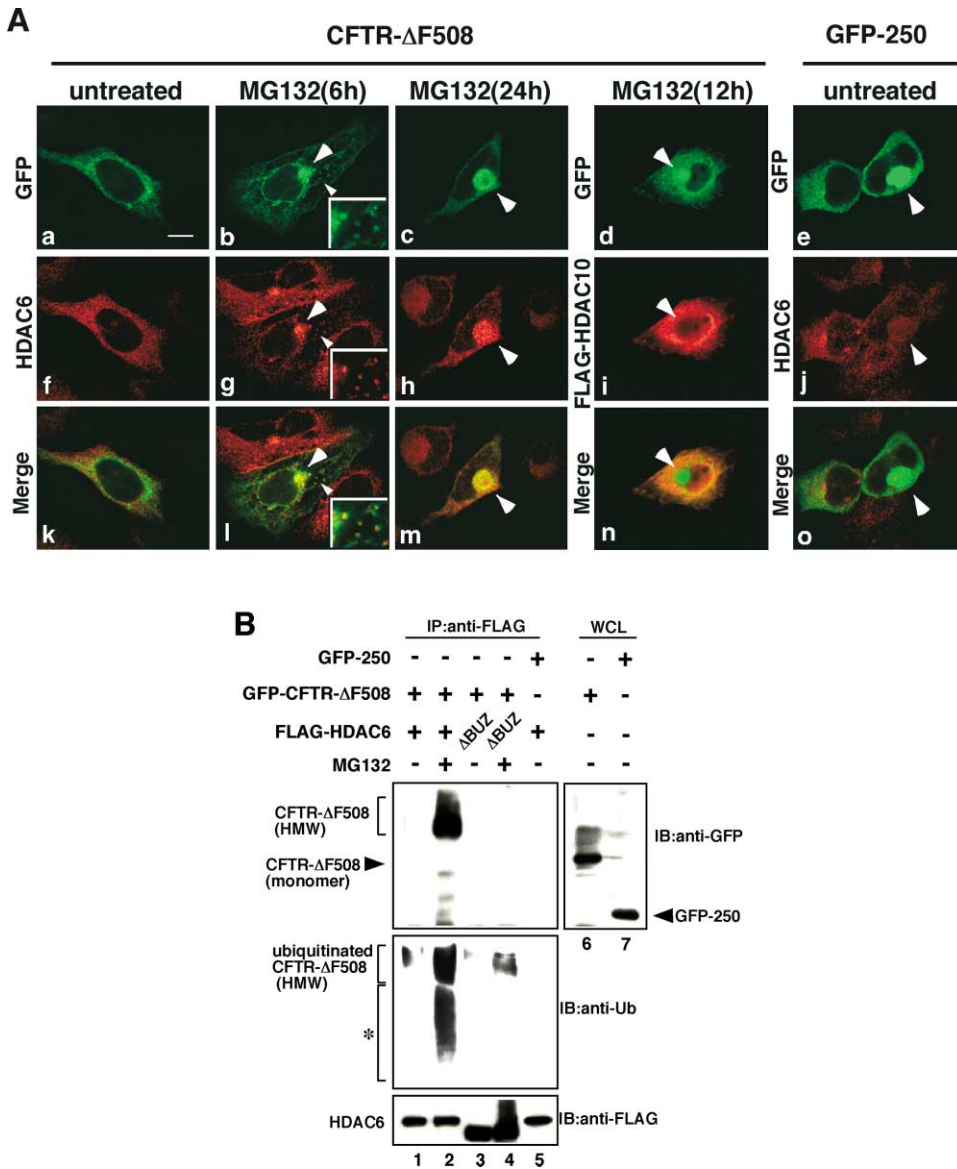 A
CFTR-ΔF508
GFP-250
untreated
MG132(6h)
MG132(24h)
MG132(12h)
untreated
GFP
GFP
GFP
a
b
c
d
e
HDAC6
FLAG-HDAC10
HDAC6
f
g
h
i
j
Merge
Merge
Merge
k
l
m
n
o
B
IP:anti-FLAG
WCL
GFP-250
- - - - + - +
GFP-CFTR-ΔF508
+ + + + - + -
FLAG-HDAC6
+ + ΔBUZ ΔBUZ + - -
MG132
- + - + - - -
CFTR-ΔF508
(HMW)
CFTR-ΔF508
(monomer)
IB:anti-GFP
GFP-250
6 7
ubiquitinated
CFTR-ΔF508
(HMW)
*
IB:anti-Ub
HDAC6
IB:anti-FLAG
1 2 3 4 5